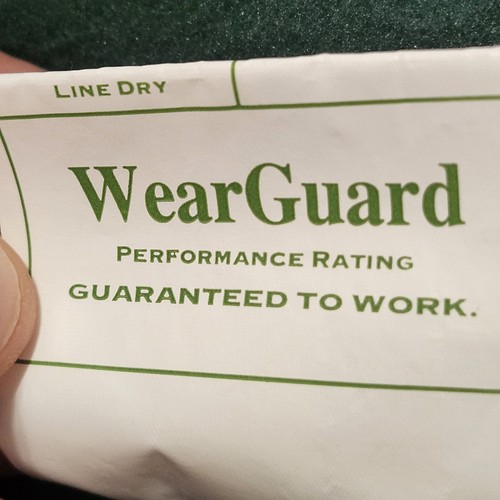 LINE DRY
WearGuard
PERFORMANCE RATING
GUARANTEED TO WORK.